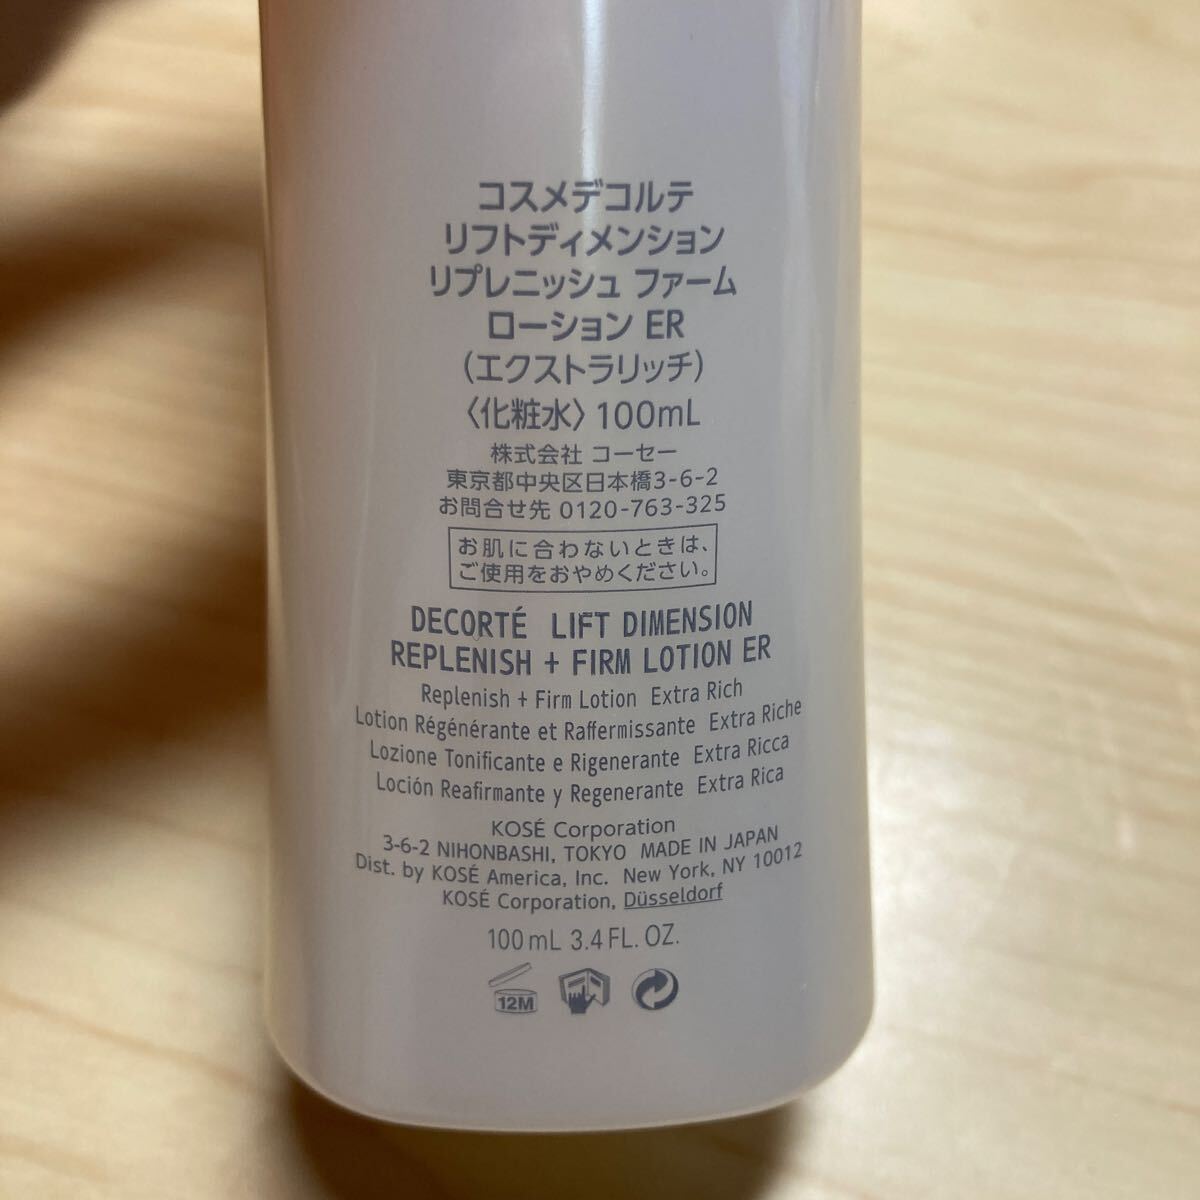 コスメデコルテ
リフトディメンション
リプレニッシュ ファーム
ローション ER
（エクストラリッチ）
〈化粧水〉100mL
株式会社 コーセー
東京都中央区日本橋3-6-2
お問合せ先 0120-763-325
お肌に合わないときは、
ご使用をおやめください。
DECORTÉ LIFT DIMENSION
REPLENISH + FIRM LOTION ER
Replenish + Firm Lotion Extra Rich
Lotion Régénérante et Raffermissante Extra Riche
Lozione Tonificante e Rigenerante Extra Ricca
Loción Reafirmante y Regenerante Extra Rica
KOSÉ Corporation
3-6-2 NIHONBASHI, TOKYO MADE IN JAPAN
Dist. by KOSÉ America, Inc. New York, NY 10012
KOSÉ Corporation, Düsseldorf
100mL 3.4 FL. OZ.
12M